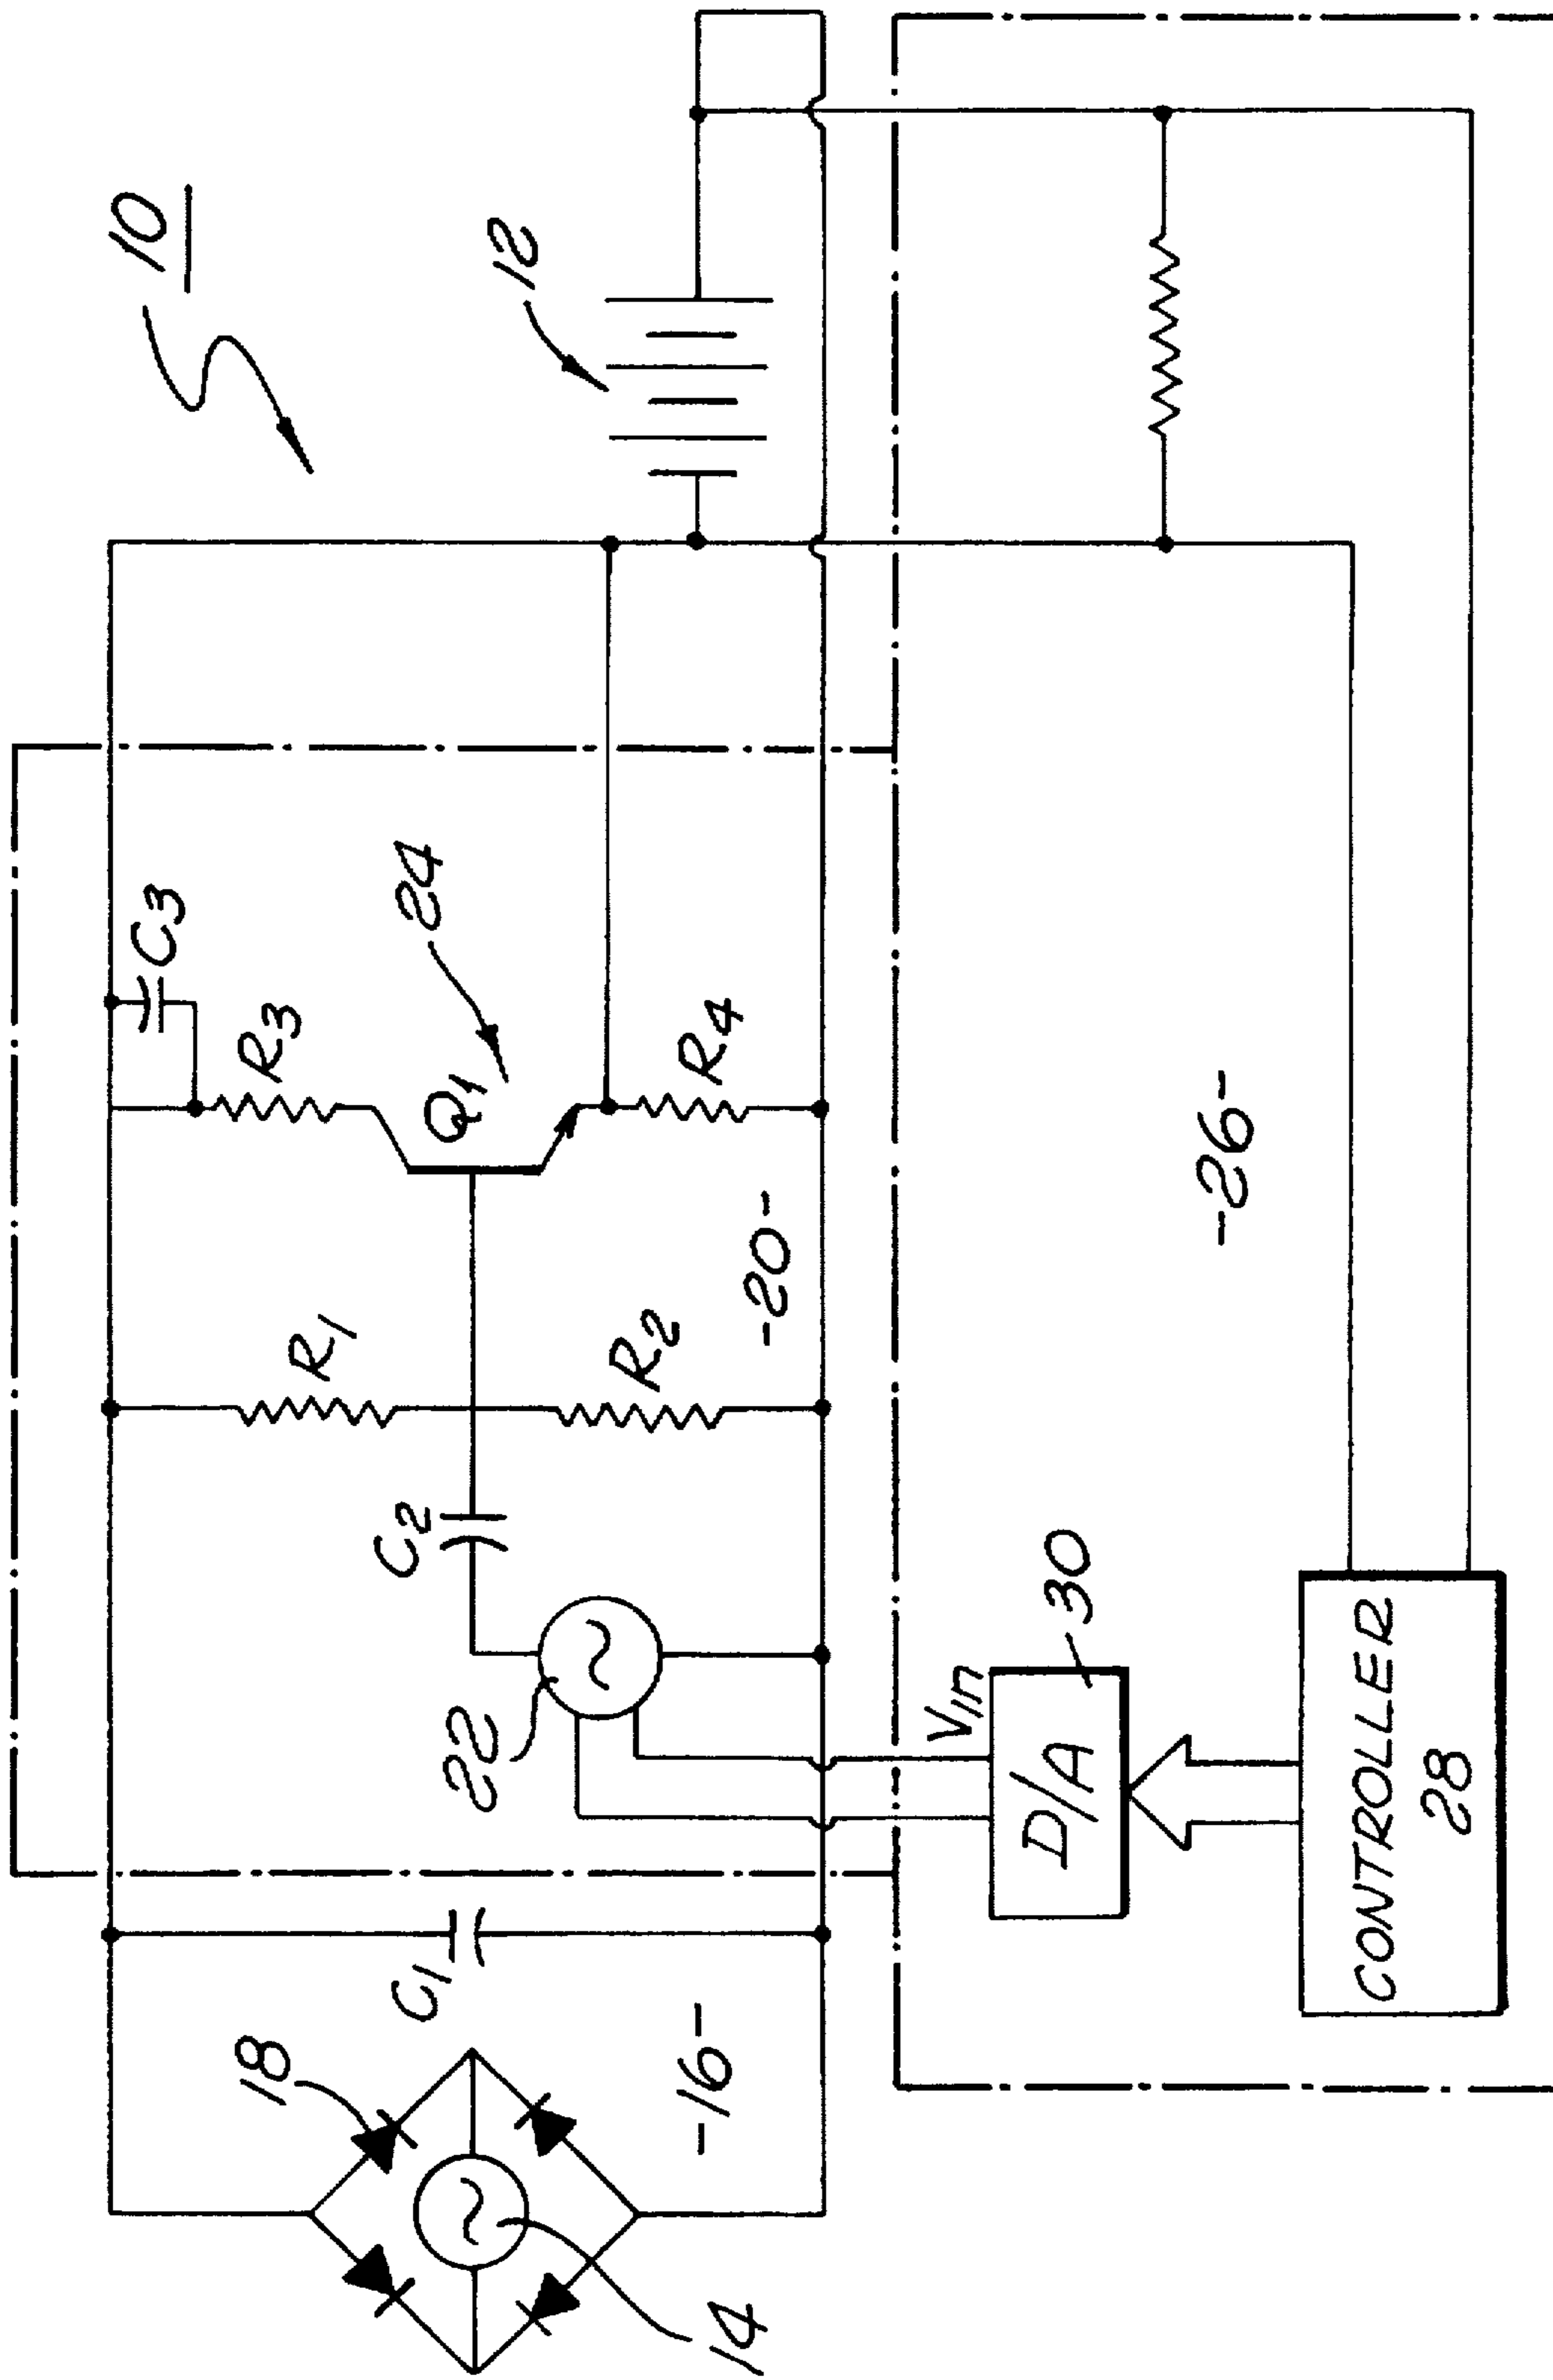 10
12
C3
R3
Q1
24
R4
R1
R2
-20-
C2
22
C1
18
-16-
14
Vin
D/A
30
-26-
CONTROLLER
28